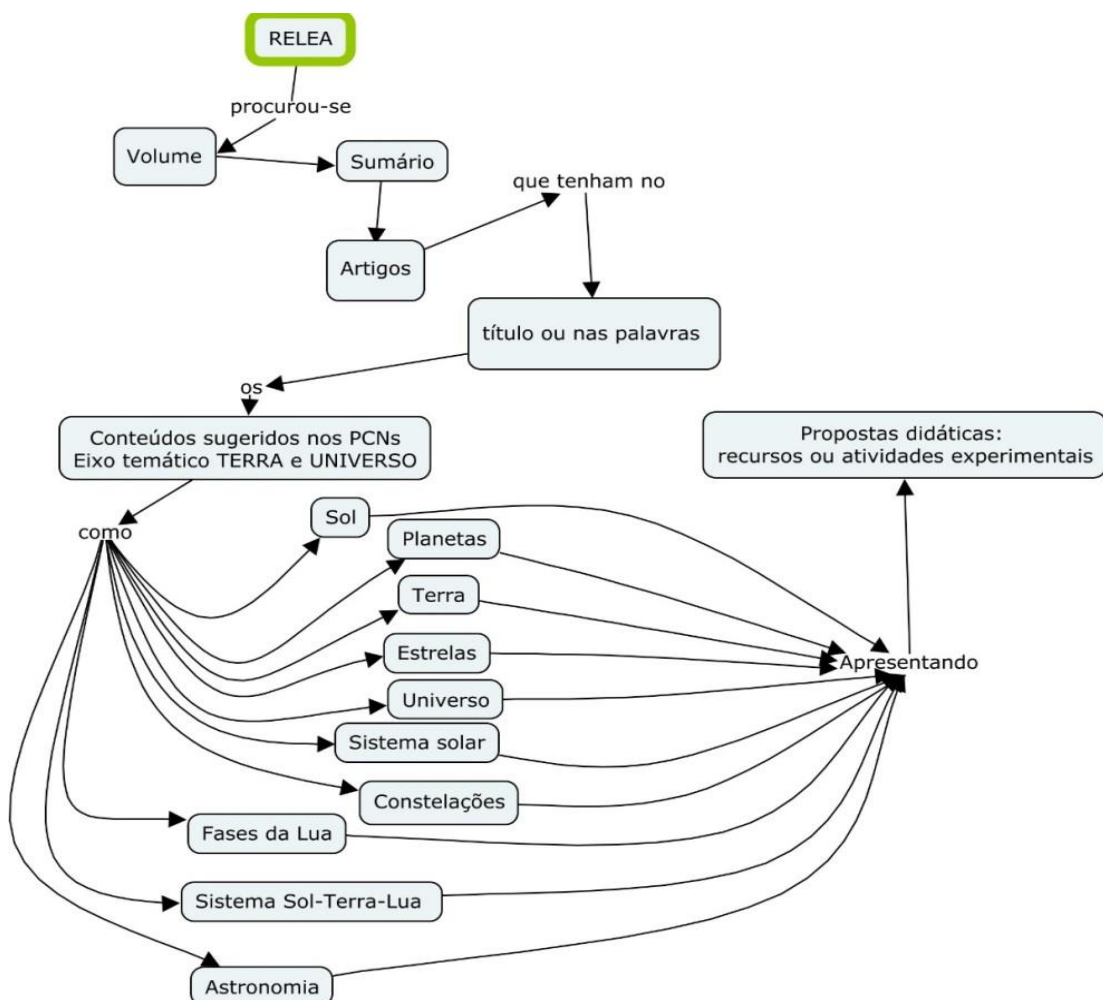 RELEA
procurou-se
Volume
Sumário
que tenham no
Artigos
título ou nas palavras
os
Conteúdos sugeridos nos PCNs
Eixo temático TERRA e UNIVERSO
Propostas didáticas:
recursos ou atividades experimentais
como
Sol
Planetas
Terra
Estrelas
Apresentando
Universo
Sistema solar
Constelações
Fases da Lua
Sistema Sol-Terra-Lua
Astronomia